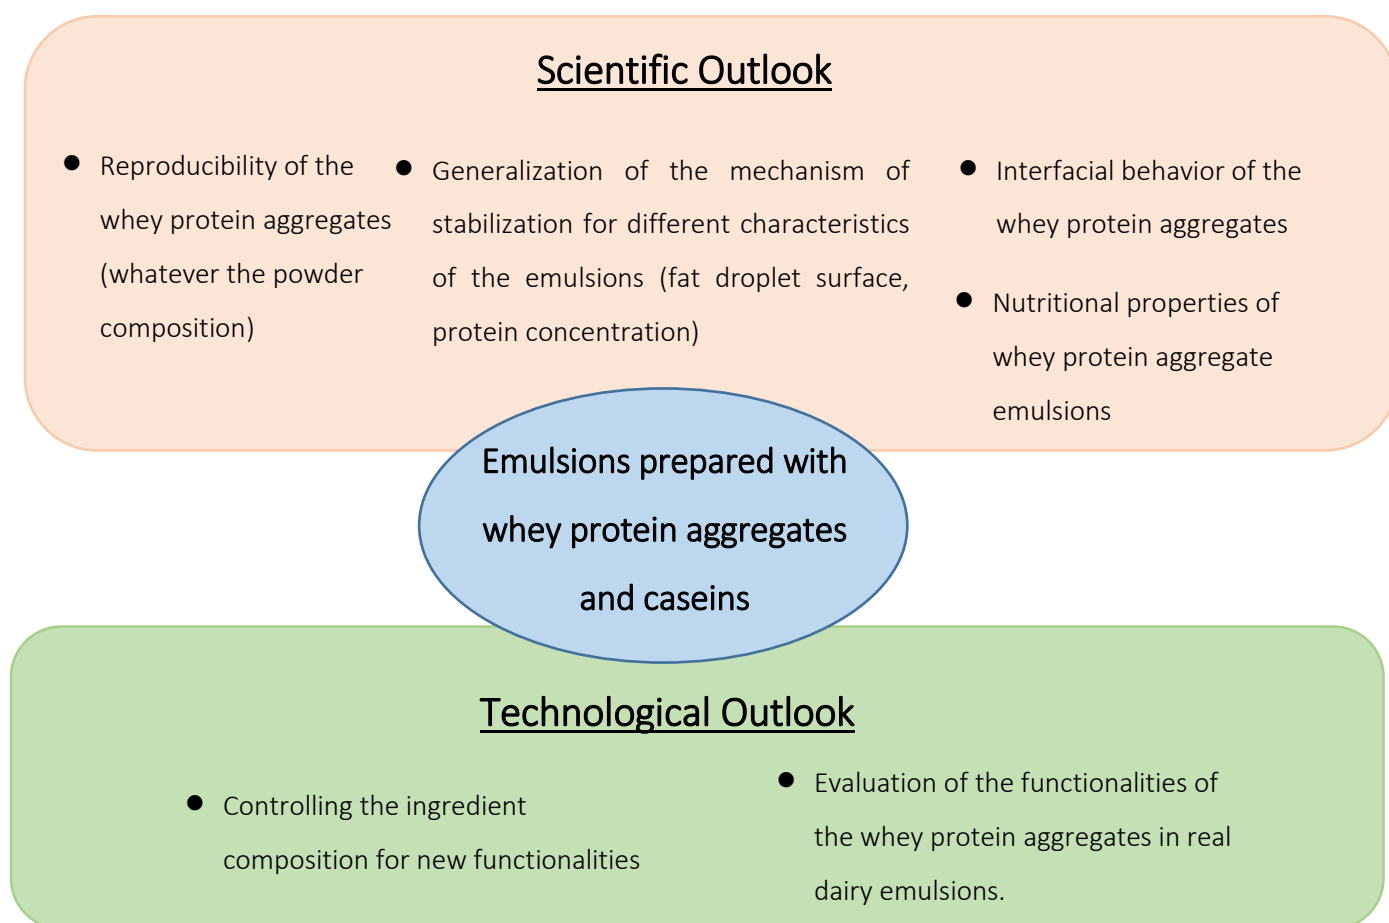 Scientific Outlook
● Reproducibility of the
whey protein aggregates
(whatever the powder
composition)
● Generalization of the mechanism of
stabilization for different characteristics
of the emulsions (fat droplet surface,
protein concentration)
● Interfacial behavior of the
whey protein aggregates
● Nutritional properties of
whey protein aggregate
emulsions
Emulsions prepared with
whey protein aggregates
and caseins
Technological Outlook
● Controlling the ingredient
composition for new functionalities
● Evaluation of the functionalities of
the whey protein aggregates in real
dairy emulsions.